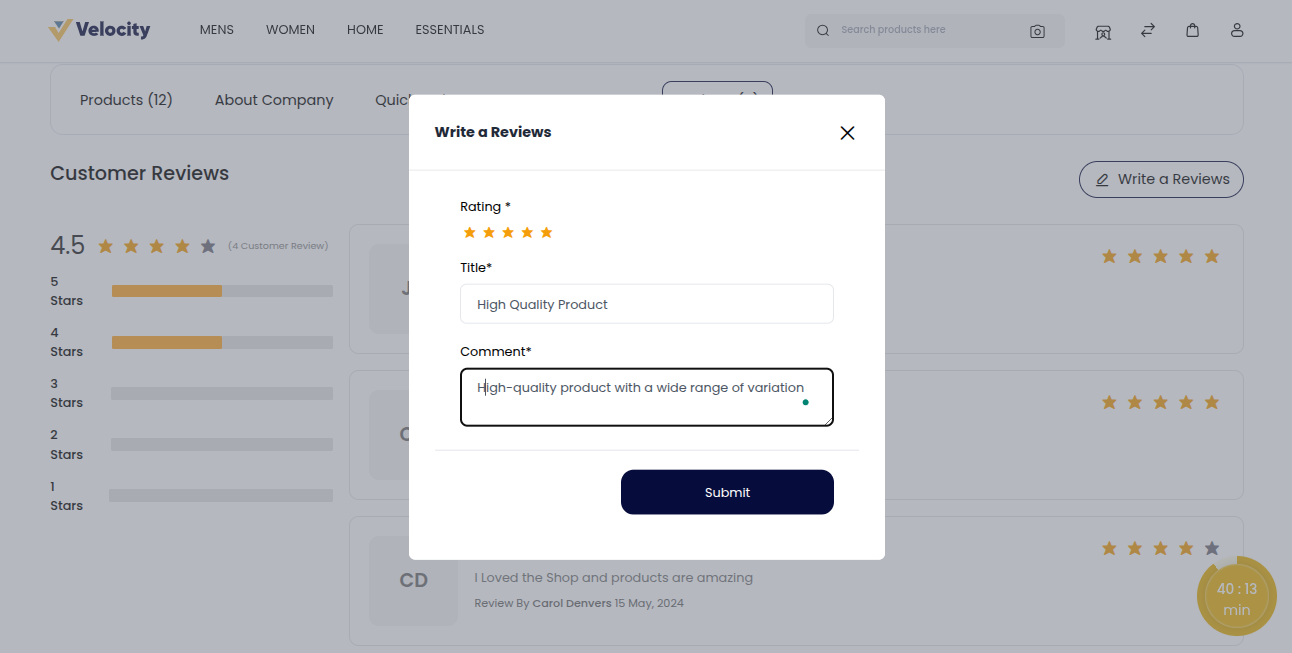 Velocity
MENS
WOMEN
HOME
ESSENTIALS
Search products here
Products (12)
About Company
Customer Reviews
Write a Reviews
4.5
(4 Customer Review)
5
Stars
4
Stars
3
Stars
2
Stars
1
Stars
Write a Reviews
Rating *
Title*
High Quality Product
Comment*
High-quality product with a wide range of variation
Submit
CD
I Loved the Shop and products are amazing
Review By Carol Denvers 15 May, 2024
40 : 13
min